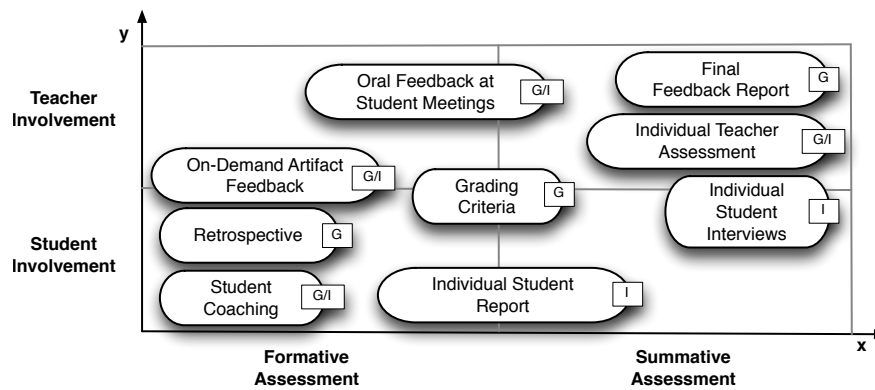 y
Teacher
Involvement
Oral Feedback at
Student Meetings
G/I
Final
Feedback Report
G
Individual Teacher
Assessment
G/I
On-Demand Artifact
Feedback
G/I
Grading
Criteria
G
Individual
Student
Interviews
I
Student
Involvement
Retrospective
G
Student
Coaching
G/I
Individual Student
Report
I
x
Formative
Assessment
Summative
Assessment